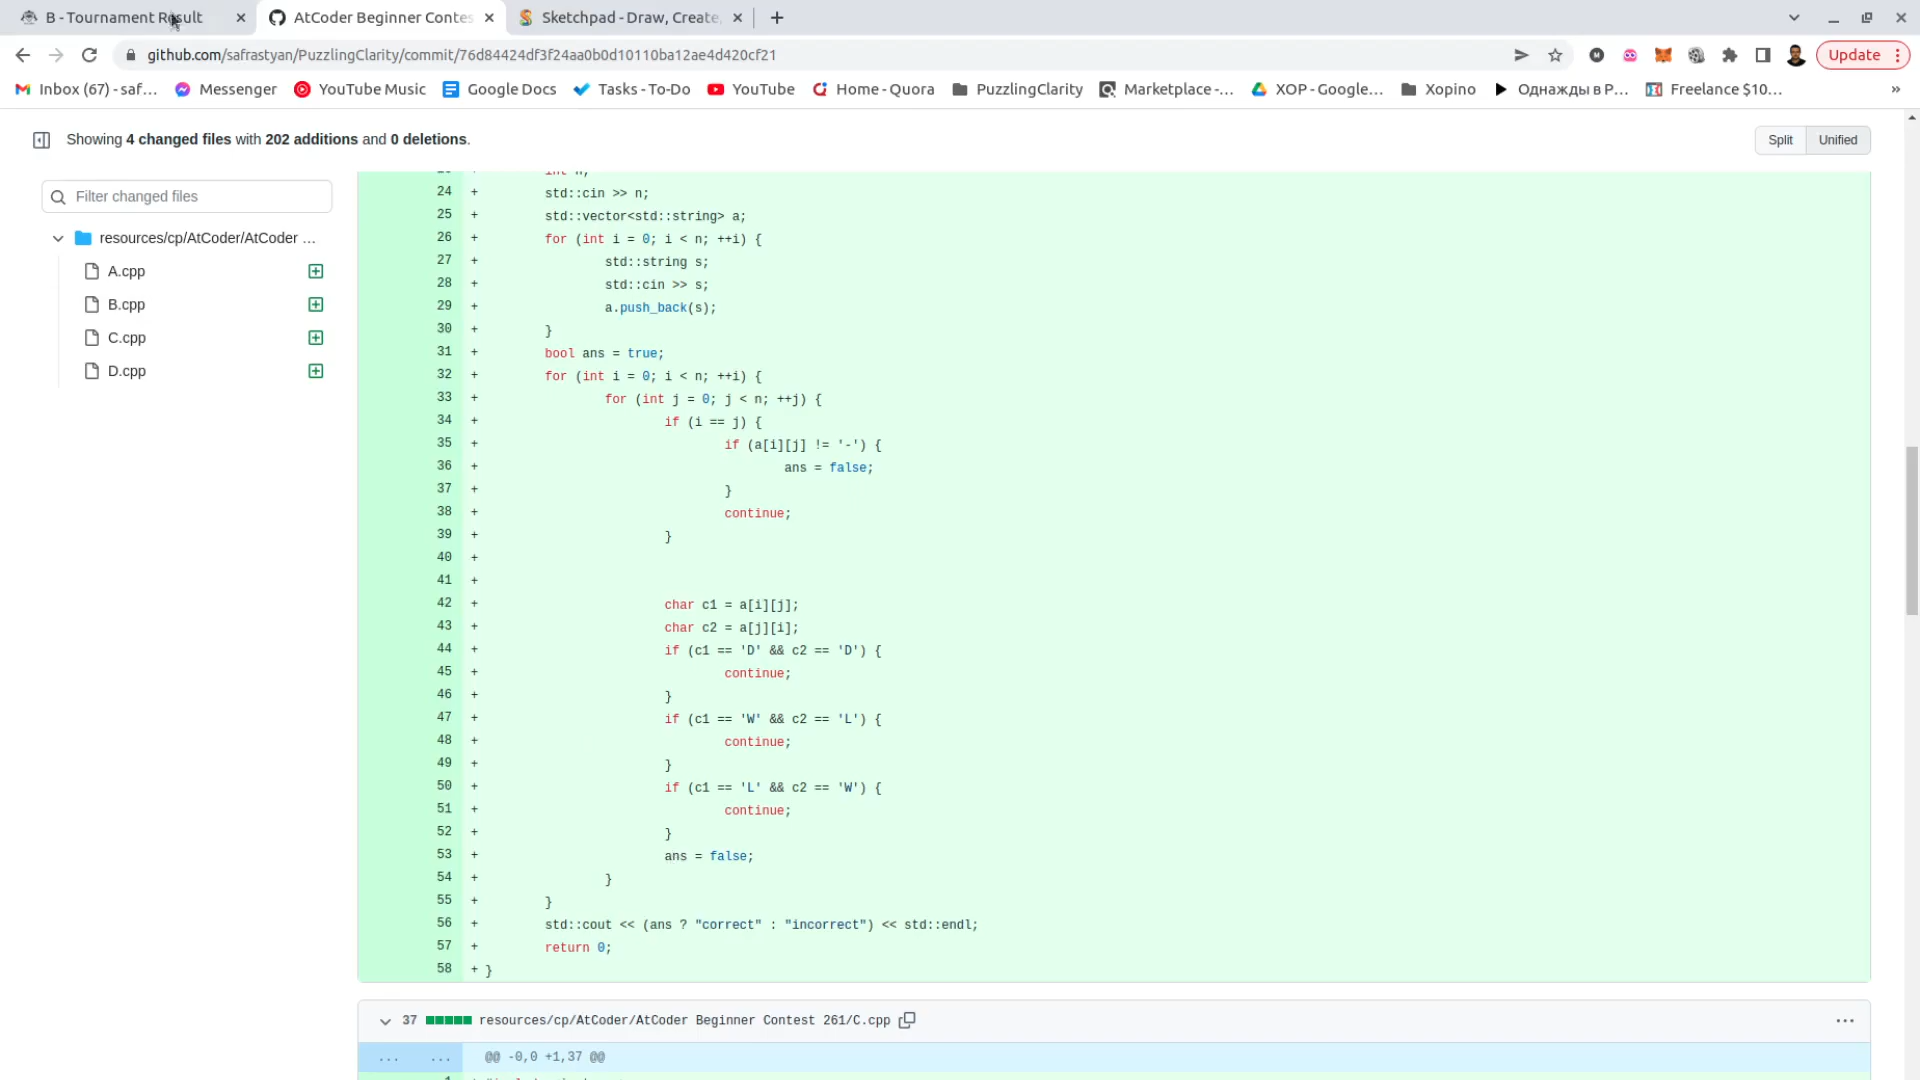 B - Tournament Result
AtCoder Beginner Contes
Sketchpad - Draw, Create,
github.com/safrastyan/PuzzlingClarity/commit/76d84424df3f24aa0b0d10110ba12ae4d420cf21
Update
Inbox (67) - saf...
Messenger
YouTube Music
Google Docs
Tasks - To-Do
YouTube
Home - Quora
PuzzlingClarity
Marketplace -...
XOP - Google...
Xopino
Однажды в Р...
Freelance $10...
»
Showing 4 changed files with 202 additions and 0 deletions.
Split
Unified
Filter changed files
resources/cp/AtCoder/AtCoder ...
A.cpp
B.cpp
C.cpp
D.cpp
23 + int n;
24 + std::cin >> n;
25 + std::vector<std::string> a;
26 + for (int i = 0; i < n; ++i) {
27 + std::string s;
28 + std::cin >> s;
29 + a.push_back(s);
30 + }
31 + bool ans = true;
32 + for (int i = 0; i < n; ++i) {
33 + for (int j = 0; j < n; ++j) {
34 + if (i == j) {
35 + if (a[i][j] != '-') {
36 + ans = false;
37 + }
38 + continue;
39 + }
40 +
41 +
42 + char c1 = a[i][j];
43 + char c2 = a[j][i];
44 + if (c1 == 'D' && c2 == 'D') {
45 + continue;
46 + }
47 + if (c1 == 'W' && c2 == 'L') {
48 + continue;
49 + }
50 + if (c1 == 'L' && c2 == 'W') {
51 + continue;
52 + }
53 + ans = false;
54 + }
55 + }
56 + std::cout << (ans ? "correct" : "incorrect") << std::endl;
57 + return 0;
58 + }
37 resources/cp/AtCoder/AtCoder Beginner Contest 261/C.cpp
... ... @@ -0,0 +1,37 @@